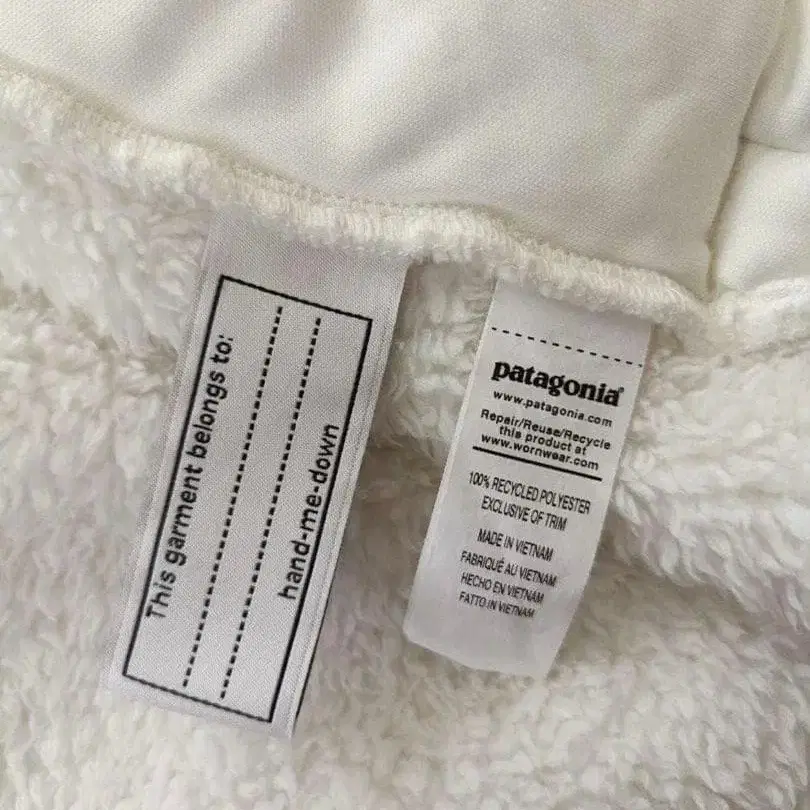 This garment belongs to:
hand-me-down
patagonia®
www.patagonia.com
Repair/Reuse/Recycle
this product at
www.wornwear.com
100% RECYCLED POLYESTER
EXCLUSIVE OF TRIM
MADE IN VIETNAM
FABRIQUÉ AU VIETNAM
HECHO EN VIETNAM
FATTO IN VIETNAM